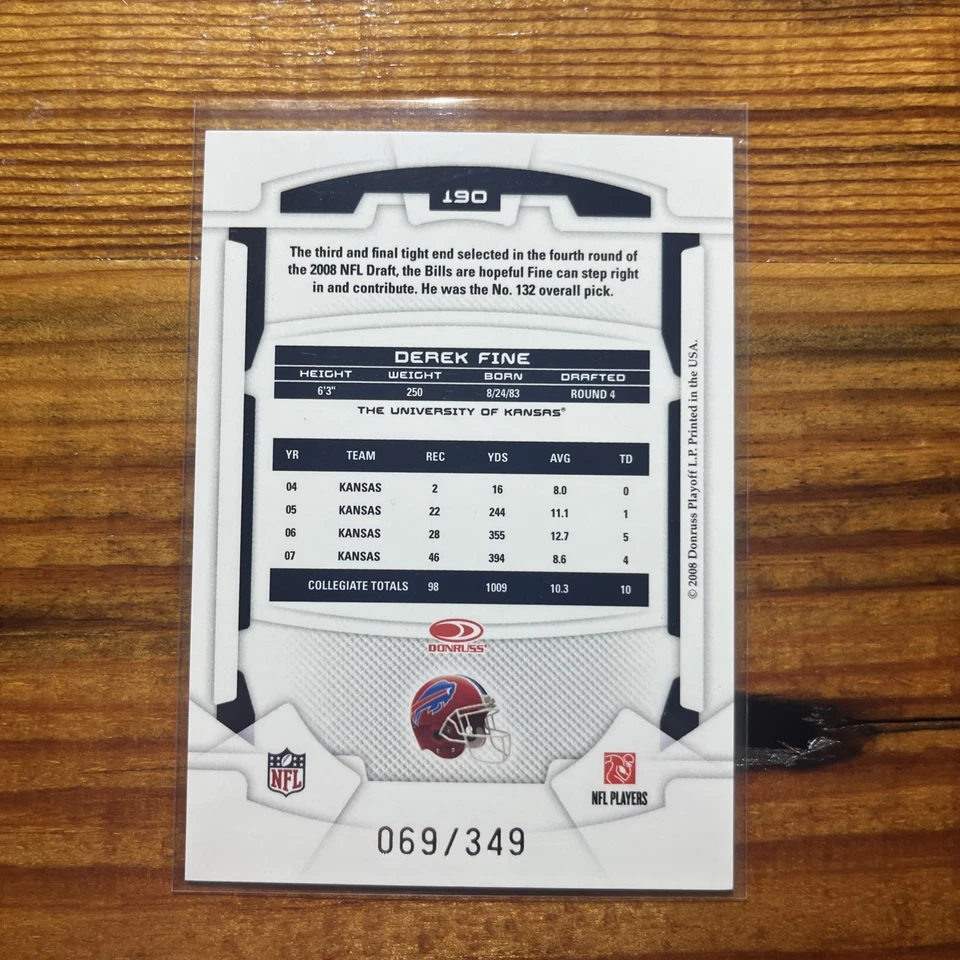 190
The third and final tight end selected in the fourth round of
the 2008 NFL Draft, the Bills are hopeful Fine can step right
in and contribute. He was the No. 132 overall pick.
DEREK FINE
HEIGHT WEIGHT BORN DRAFTED
6'3" 250 8/24/83 ROUND 4
THE UNIVERSITY OF KANSAS®
YR TEAM REC YDS AVG TD
04 KANSAS 2 16 8.0 0
05 KANSAS 22 244 11.1 1
06 KANSAS 28 355 12.7 5
07 KANSAS 46 394 8.6 4
COLLEGIATE TOTALS 98 1009 10.3 10
DONRUSS
NFL
NFL PLAYERS
069/349
© 2008 Donruss Playoff L.P. Printed in the USA.